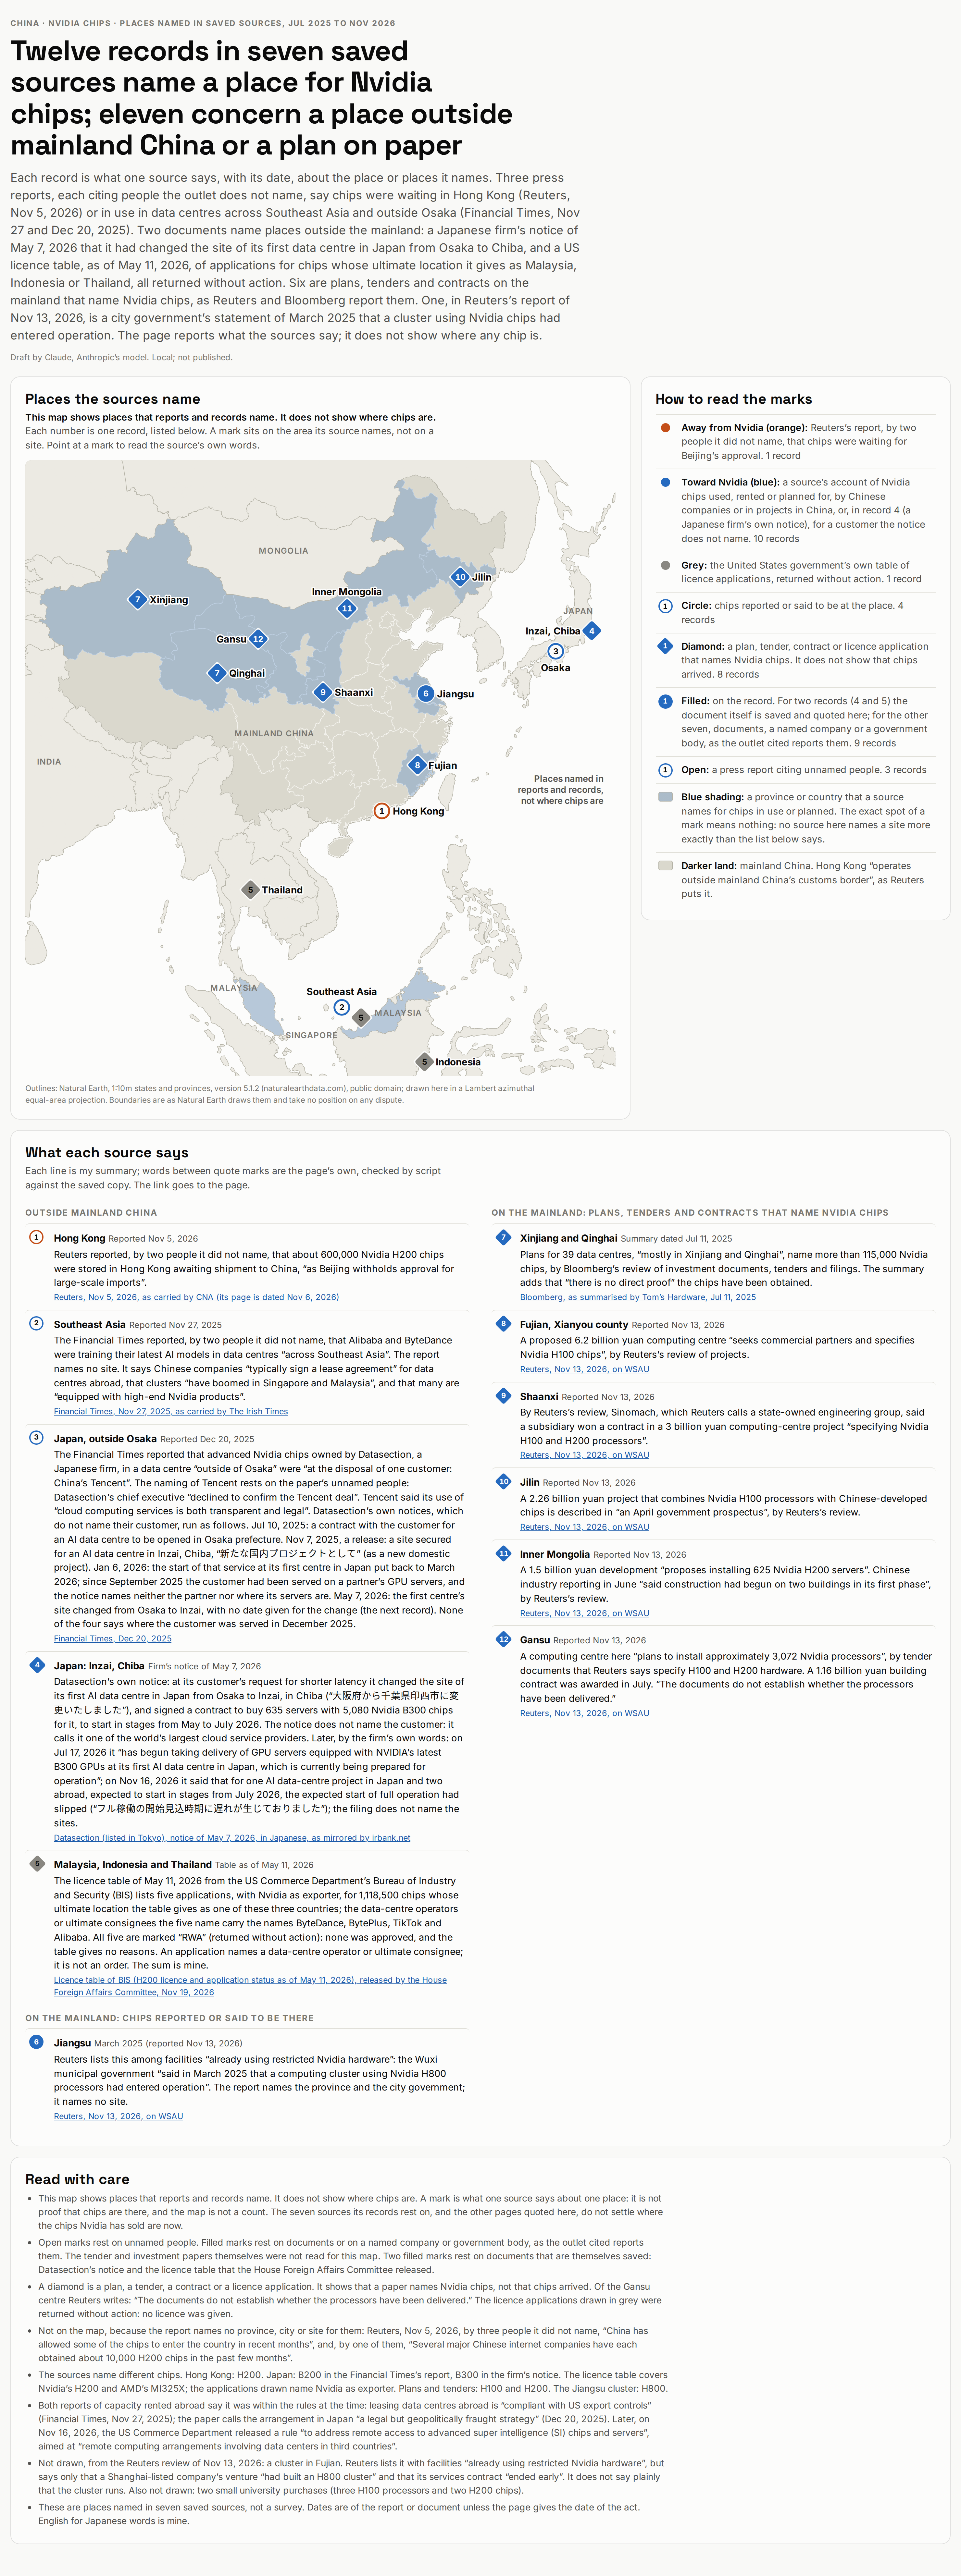 CHINA · NVIDIA CHIPS · PLACES NAMED IN SAVED SOURCES, JUL 2025 TO NOV 2026
Twelve records in seven saved
sources name a place for Nvidia
chips; eleven concern a place outside
mainland China or a plan on paper
Each record is what one source says, with its date, about the place or places it names. Three press
reports, each citing people the outlet does not name, say chips were waiting in Hong Kong (Reuters,
Nov 5, 2026) or in use in data centres across Southeast Asia and outside Osaka (Financial Times, Nov
27 and Dec 20, 2025). Two documents name places outside the mainland: a Japanese firm’s notice of
May 7, 2026 that it had changed the site of its first data centre in Japan from Osaka to Chiba, and a US
licence table, as of May 11, 2026, of applications for chips whose ultimate location it gives as Malaysia,
Indonesia or Thailand, all returned without action. Six are plans, tenders and contracts on the
mainland that name Nvidia chips, as Reuters and Bloomberg report them. One, in Reuters’s report of
Nov 13, 2026, is a city government’s statement of March 2025 that a cluster using Nvidia chips had
entered operation. The page reports what the sources say; it does not show where any chip is.
Draft by Claude, Anthropic’s model. Local; not published.
Places the sources name
This map shows places that reports and records name. It does not show where chips are.
Each number is one record, listed below. A mark sits on the area its source names, not on a
site. Point at a mark to read the source’s own words.
MONGOLIA
10 Jilin
Inner Mongolia
11
7 Xinjiang
JAPAN
Inzai, Chiba 4
Gansu 12
3
Osaka
7 Qinghai
9 Shaanxi
6 Jiangsu
MAINLAND CHINA
INDIA
8 Fujian
Places named in
reports and records,
not where chips are
1 Hong Kong
5 Thailand
MALAYSIA
Southeast Asia
2
5
MALAYSIA
SINGAPORE
5 Indonesia
Outlines: Natural Earth, 1:10m states and provinces, version 5.1.2 (naturalearthdata.com), public domain; drawn here in a Lambert azimuthal
equal-area projection. Boundaries are as Natural Earth draws them and take no position on any dispute.
How to read the marks
Away from Nvidia (orange): Reuters’s report, by two
people it did not name, that chips were waiting for
Beijing’s approval. 1 record
Toward Nvidia (blue): a source’s account of Nvidia
chips used, rented or planned for, by Chinese
companies or in projects in China, or, in record 4 (a
Japanese firm’s own notice), for a customer the notice
does not name. 10 records
Grey: the United States government’s own table of
licence applications, returned without action. 1 record
1 Circle: chips reported or said to be at the place. 4
records
1 Diamond: a plan, tender, contract or licence application
that names Nvidia chips. It does not show that chips
arrived. 8 records
1 Filled: on the record. For two records (4 and 5) the
document itself is saved and quoted here; for the other
seven, documents, a named company or a government
body, as the outlet cited reports them. 9 records
1 Open: a press report citing unnamed people. 3 records
Blue shading: a province or country that a source
names for chips in use or planned. The exact spot of a
mark means nothing: no source here names a site more
exactly than the list below says.
Darker land: mainland China. Hong Kong “operates
outside mainland China’s customs border”, as Reuters
puts it.
What each source says
Each line is my summary; words between quote marks are the page’s own, checked by script
against the saved copy. The link goes to the page.
OUTSIDE MAINLAND CHINA
1 Hong Kong Reported Nov 5, 2026
Reuters reported, by two people it did not name, that about 600,000 Nvidia H200 chips
were stored in Hong Kong awaiting shipment to China, “as Beijing withholds approval for
large-scale imports”.
Reuters, Nov 5, 2026, as carried by CNA (its page is dated Nov 6, 2026)
2 Southeast Asia Reported Nov 27, 2025
The Financial Times reported, by two people it did not name, that Alibaba and ByteDance
were training their latest AI models in data centres “across Southeast Asia”. The report
names no site. It says Chinese companies “typically sign a lease agreement” for data
centres abroad, that clusters “have boomed in Singapore and Malaysia”, and that many are
“equipped with high-end Nvidia products”.
Financial Times, Nov 27, 2025, as carried by The Irish Times
3 Japan, outside Osaka Reported Dec 20, 2025
The Financial Times reported that advanced Nvidia chips owned by Datasection, a
Japanese firm, in a data centre “outside of Osaka” were “at the disposal of one customer:
China’s Tencent”. The naming of Tencent rests on the paper’s unnamed people:
Datasection’s chief executive “declined to confirm the Tencent deal”. Tencent said its use of
“cloud computing services is both transparent and legal”. Datasection’s own notices, which
do not name their customer, run as follows. Jul 10, 2025: a contract with the customer for
an AI data centre to be opened in Osaka prefecture. Nov 7, 2025, a release: a site secured
for an AI data centre in Inzai, Chiba, “新たな国内プロジェクトとして” (as a new domestic
project). Jan 6, 2026: the start of that service at its first centre in Japan put back to March
2026; since September 2025 the customer had been served on a partner’s GPU servers, and
the notice names neither the partner nor where its servers are. May 7, 2026: the first centre’s
site changed from Osaka to Inzai, with no date given for the change (the next record). None
of the four says where the customer was served in December 2025.
Financial Times, Dec 20, 2025
4 Japan: Inzai, Chiba Firm’s notice of May 7, 2026
Datasection’s own notice: at its customer’s request for shorter latency it changed the site of
its first AI data centre in Japan from Osaka to Inzai, in Chiba (“大阪府から千葉県印西市に変
更いたしました”), and signed a contract to buy 635 servers with 5,080 Nvidia B300 chips
for it, to start in stages from May to July 2026. The notice does not name the customer: it
calls it one of the world’s largest cloud service providers. Later, by the firm’s own words: on
Jul 17, 2026 it “has begun taking delivery of GPU servers equipped with NVIDIA’s latest
B300 GPUs at its first AI data centre in Japan, which is currently being prepared for
operation”; on Nov 16, 2026 it said that for one AI data-centre project in Japan and two
abroad, expected to start in stages from July 2026, the expected start of full operation had
slipped (“フル稼働の開始見込時期に遅れが生じておりました”); the filing does not name the
sites.
Datasection (listed in Tokyo), notice of May 7, 2026, in Japanese, as mirrored by irbank.net
5 Malaysia, Indonesia and Thailand Table as of May 11, 2026
The licence table of May 11, 2026 from the US Commerce Department’s Bureau of Industry
and Security (BIS) lists five applications, with Nvidia as exporter, for 1,118,500 chips whose
ultimate location the table gives as one of these three countries; the data-centre operators
or ultimate consignees the five name carry the names ByteDance, BytePlus, TikTok and
Alibaba. All five are marked “RWA” (returned without action): none was approved, and the
table gives no reasons. An application names a data-centre operator or ultimate consignee;
it is not an order. The sum is mine.
Licence table of BIS (H200 licence and application status as of May 11, 2026), released by the House
Foreign Affairs Committee, Nov 19, 2026
ON THE MAINLAND: CHIPS REPORTED OR SAID TO BE THERE
6 Jiangsu March 2025 (reported Nov 13, 2026)
Reuters lists this among facilities “already using restricted Nvidia hardware”: the Wuxi
municipal government “said in March 2025 that a computing cluster using Nvidia H800
processors had entered operation”. The report names the province and the city government;
it names no site.
Reuters, Nov 13, 2026, on WSAU
ON THE MAINLAND: PLANS, TENDERS AND CONTRACTS THAT NAME NVIDIA CHIPS
7 Xinjiang and Qinghai Summary dated Jul 11, 2025
Plans for 39 data centres, “mostly in Xinjiang and Qinghai”, name more than 115,000 Nvidia
chips, by Bloomberg’s review of investment documents, tenders and filings. The summary
adds that “there is no direct proof” the chips have been obtained.
Bloomberg, as summarised by Tom’s Hardware, Jul 11, 2025
8 Fujian, Xianyou county Reported Nov 13, 2026
A proposed 6.2 billion yuan computing centre “seeks commercial partners and specifies
Nvidia H100 chips”, by Reuters’s review of projects.
Reuters, Nov 13, 2026, on WSAU
9 Shaanxi Reported Nov 13, 2026
By Reuters’s review, Sinomach, which Reuters calls a state-owned engineering group, said
a subsidiary won a contract in a 3 billion yuan computing-centre project “specifying Nvidia
H100 and H200 processors”.
Reuters, Nov 13, 2026, on WSAU
10 Jilin Reported Nov 13, 2026
A 2.26 billion yuan project that combines Nvidia H100 processors with Chinese-developed
chips is described in “an April government prospectus”, by Reuters’s review.
Reuters, Nov 13, 2026, on WSAU
11 Inner Mongolia Reported Nov 13, 2026
A 1.5 billion yuan development “proposes installing 625 Nvidia H200 servers”. Chinese
industry reporting in June “said construction had begun on two buildings in its first phase”,
by Reuters’s review.
Reuters, Nov 13, 2026, on WSAU
12 Gansu Reported Nov 13, 2026
A computing centre here “plans to install approximately 3,072 Nvidia processors”, by tender
documents that Reuters says specify H100 and H200 hardware. A 1.16 billion yuan building
contract was awarded in July. “The documents do not establish whether the processors
have been delivered.”
Reuters, Nov 13, 2026, on WSAU
Read with care
• This map shows places that reports and records name. It does not show where chips are. A mark is what one source says about one place: it is not
proof that chips are there, and the map is not a count. The seven sources its records rest on, and the other pages quoted here, do not settle where
the chips Nvidia has sold are now.
• Open marks rest on unnamed people. Filled marks rest on documents or on a named company or government body, as the outlet cited reports
them. The tender and investment papers themselves were not read for this map. Two filled marks rest on documents that are themselves saved:
Datasection’s notice and the licence table that the House Foreign Affairs Committee released.
• A diamond is a plan, a tender, a contract or a licence application. It shows that a paper names Nvidia chips, not that chips arrived. Of the Gansu
centre Reuters writes: “The documents do not establish whether the processors have been delivered.” The licence applications drawn in grey were
returned without action: no licence was given.
• Not on the map, because the report names no province, city or site for them: Reuters, Nov 5, 2026, by three people it did not name, “China has
allowed some of the chips to enter the country in recent months”, and, by one of them, “Several major Chinese internet companies have each
obtained about 10,000 H200 chips in the past few months”.
• The sources name different chips. Hong Kong: H200. Japan: B200 in the Financial Times’s report, B300 in the firm’s notice. The licence table covers
Nvidia’s H200 and AMD’s MI325X; the applications drawn name Nvidia as exporter. Plans and tenders: H100 and H200. The Jiangsu cluster: H800.
• Both reports of capacity rented abroad say it was within the rules at the time: leasing data centres abroad is “compliant with US export controls”
(Financial Times, Nov 27, 2025); the paper calls the arrangement in Japan “a legal but geopolitically fraught strategy” (Dec 20, 2025). Later, on
Nov 16, 2026, the US Commerce Department released a rule “to address remote access to advanced super intelligence (SI) chips and servers”,
aimed at “remote computing arrangements involving data centers in third countries”.
• Not drawn, from the Reuters review of Nov 13, 2026: a cluster in Fujian. Reuters lists it with facilities “already using restricted Nvidia hardware”, but
says only that a Shanghai-listed company’s venture “had built an H800 cluster” and that its services contract “ended early”. It does not say plainly
that the cluster runs. Also not drawn: two small university purchases (three H100 processors and two H200 chips).
• These are places named in seven saved sources, not a survey. Dates are of the report or document unless the page gives the date of the act.
English for Japanese words is mine.